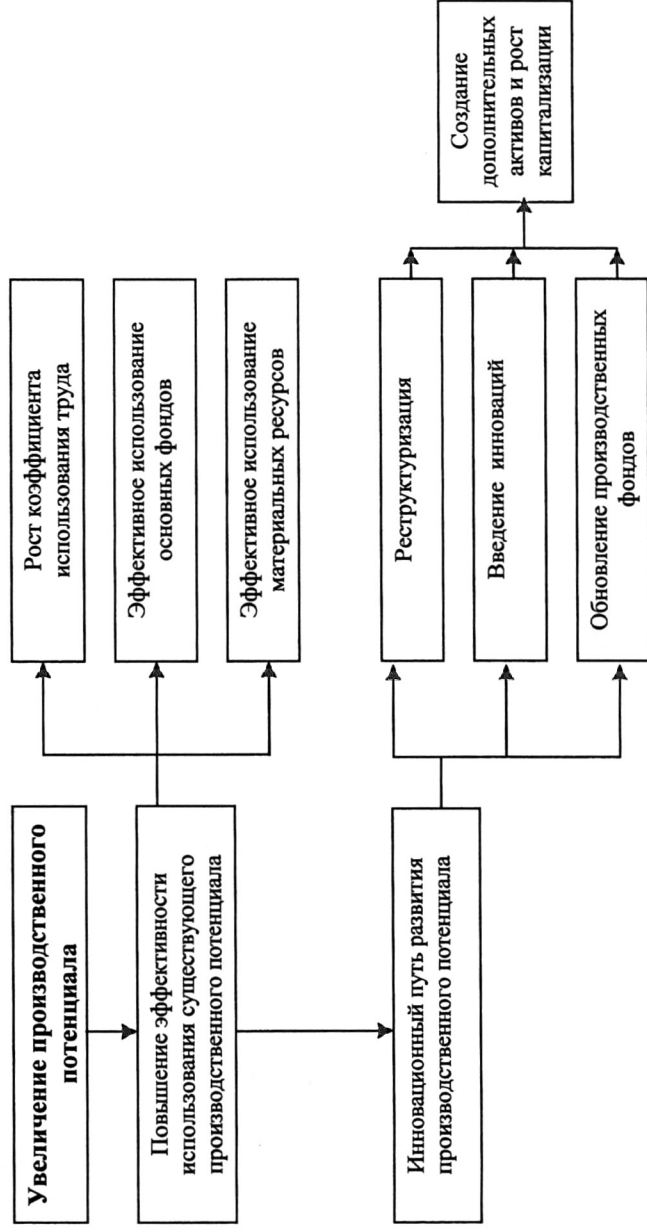 Увеличение производственного
потенциала
Повышение эффективности
использования существующего
производственного потенциала
Рост коэффициента
использования труда
Эффективное использование
основных фондов
Эффективное использование
материальных ресурсов
Инновационный путь развития
производственного потенциала
Реструктуризация
Введение инноваций
Обновление производственных
фондов
Создание
дополнительных
активов и рост
капитализации